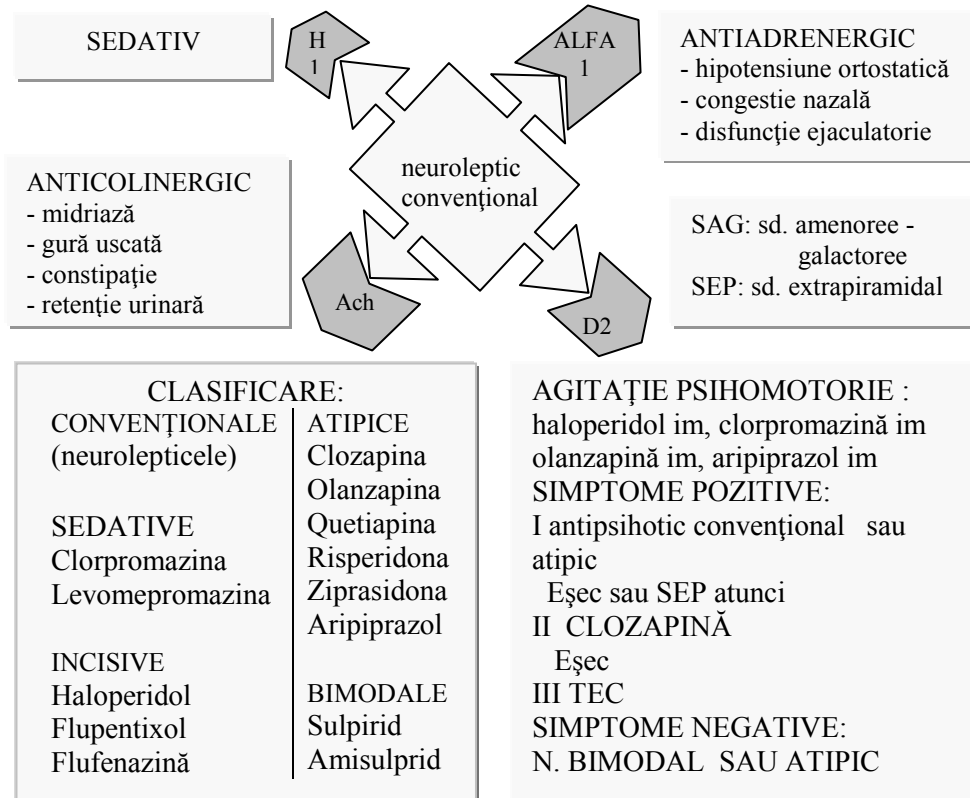 SEDATIV
H
1
ALFA
1
ANTIADRENERGIC
- hipotensiune ortostatică
- congestie nazală
- disfuncţie ejaculatorie
neuroleptic
convenţional
ANTICOLINERGIC
- midriază
- gură uscată
- constipaţie
- retenţie urinară
Ach
D2
SAG: sd. amenoree -
galactoree
SEP: sd. extrapiramidal
CLASIFICARE:
CONVENŢIONALE
(neurolepticele)
SEDATIVE
Clorpromazina
Levomepromazina
INCISIVE
Haloperidol
Flupentixol
Flufenazină
ATIPICE
Clozapina
Olanzapina
Quetiapina
Risperidona
Ziprasidona
Aripiprazol
BIMODALE
Sulpirid
Amisulprid
AGITAŢIE PSIHOMOTORIE :
haloperidol im, clorpromazină im
olanzapină im, aripiprazol im
SIMPTOME POZITIVE:
I antipsihotic convenţional sau
atipic
Eşec sau SEP atunci
II CLOZAPINĂ
Eşec
III TEC
SIMPTOME NEGATIVE:
N. BIMODAL SAU ATIPIC